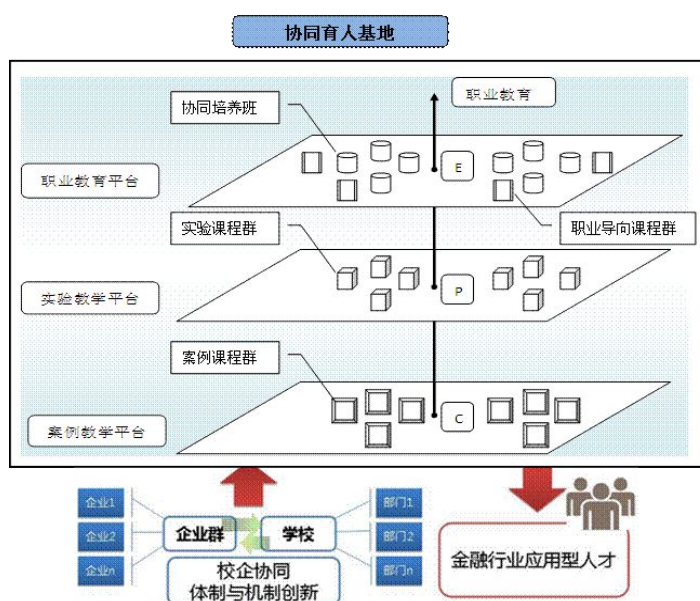 协同育人基地
职业教育
协同培养班
职业教育平台
E
实验课程群
职业导向课程群
实验教学平台
P
案例课程群
C
案例教学平台
企业1
企业2
企业n
企业群
学校
部门1
部门2
部门n
校企协同
体制与机制创新
金融行业应用型人才